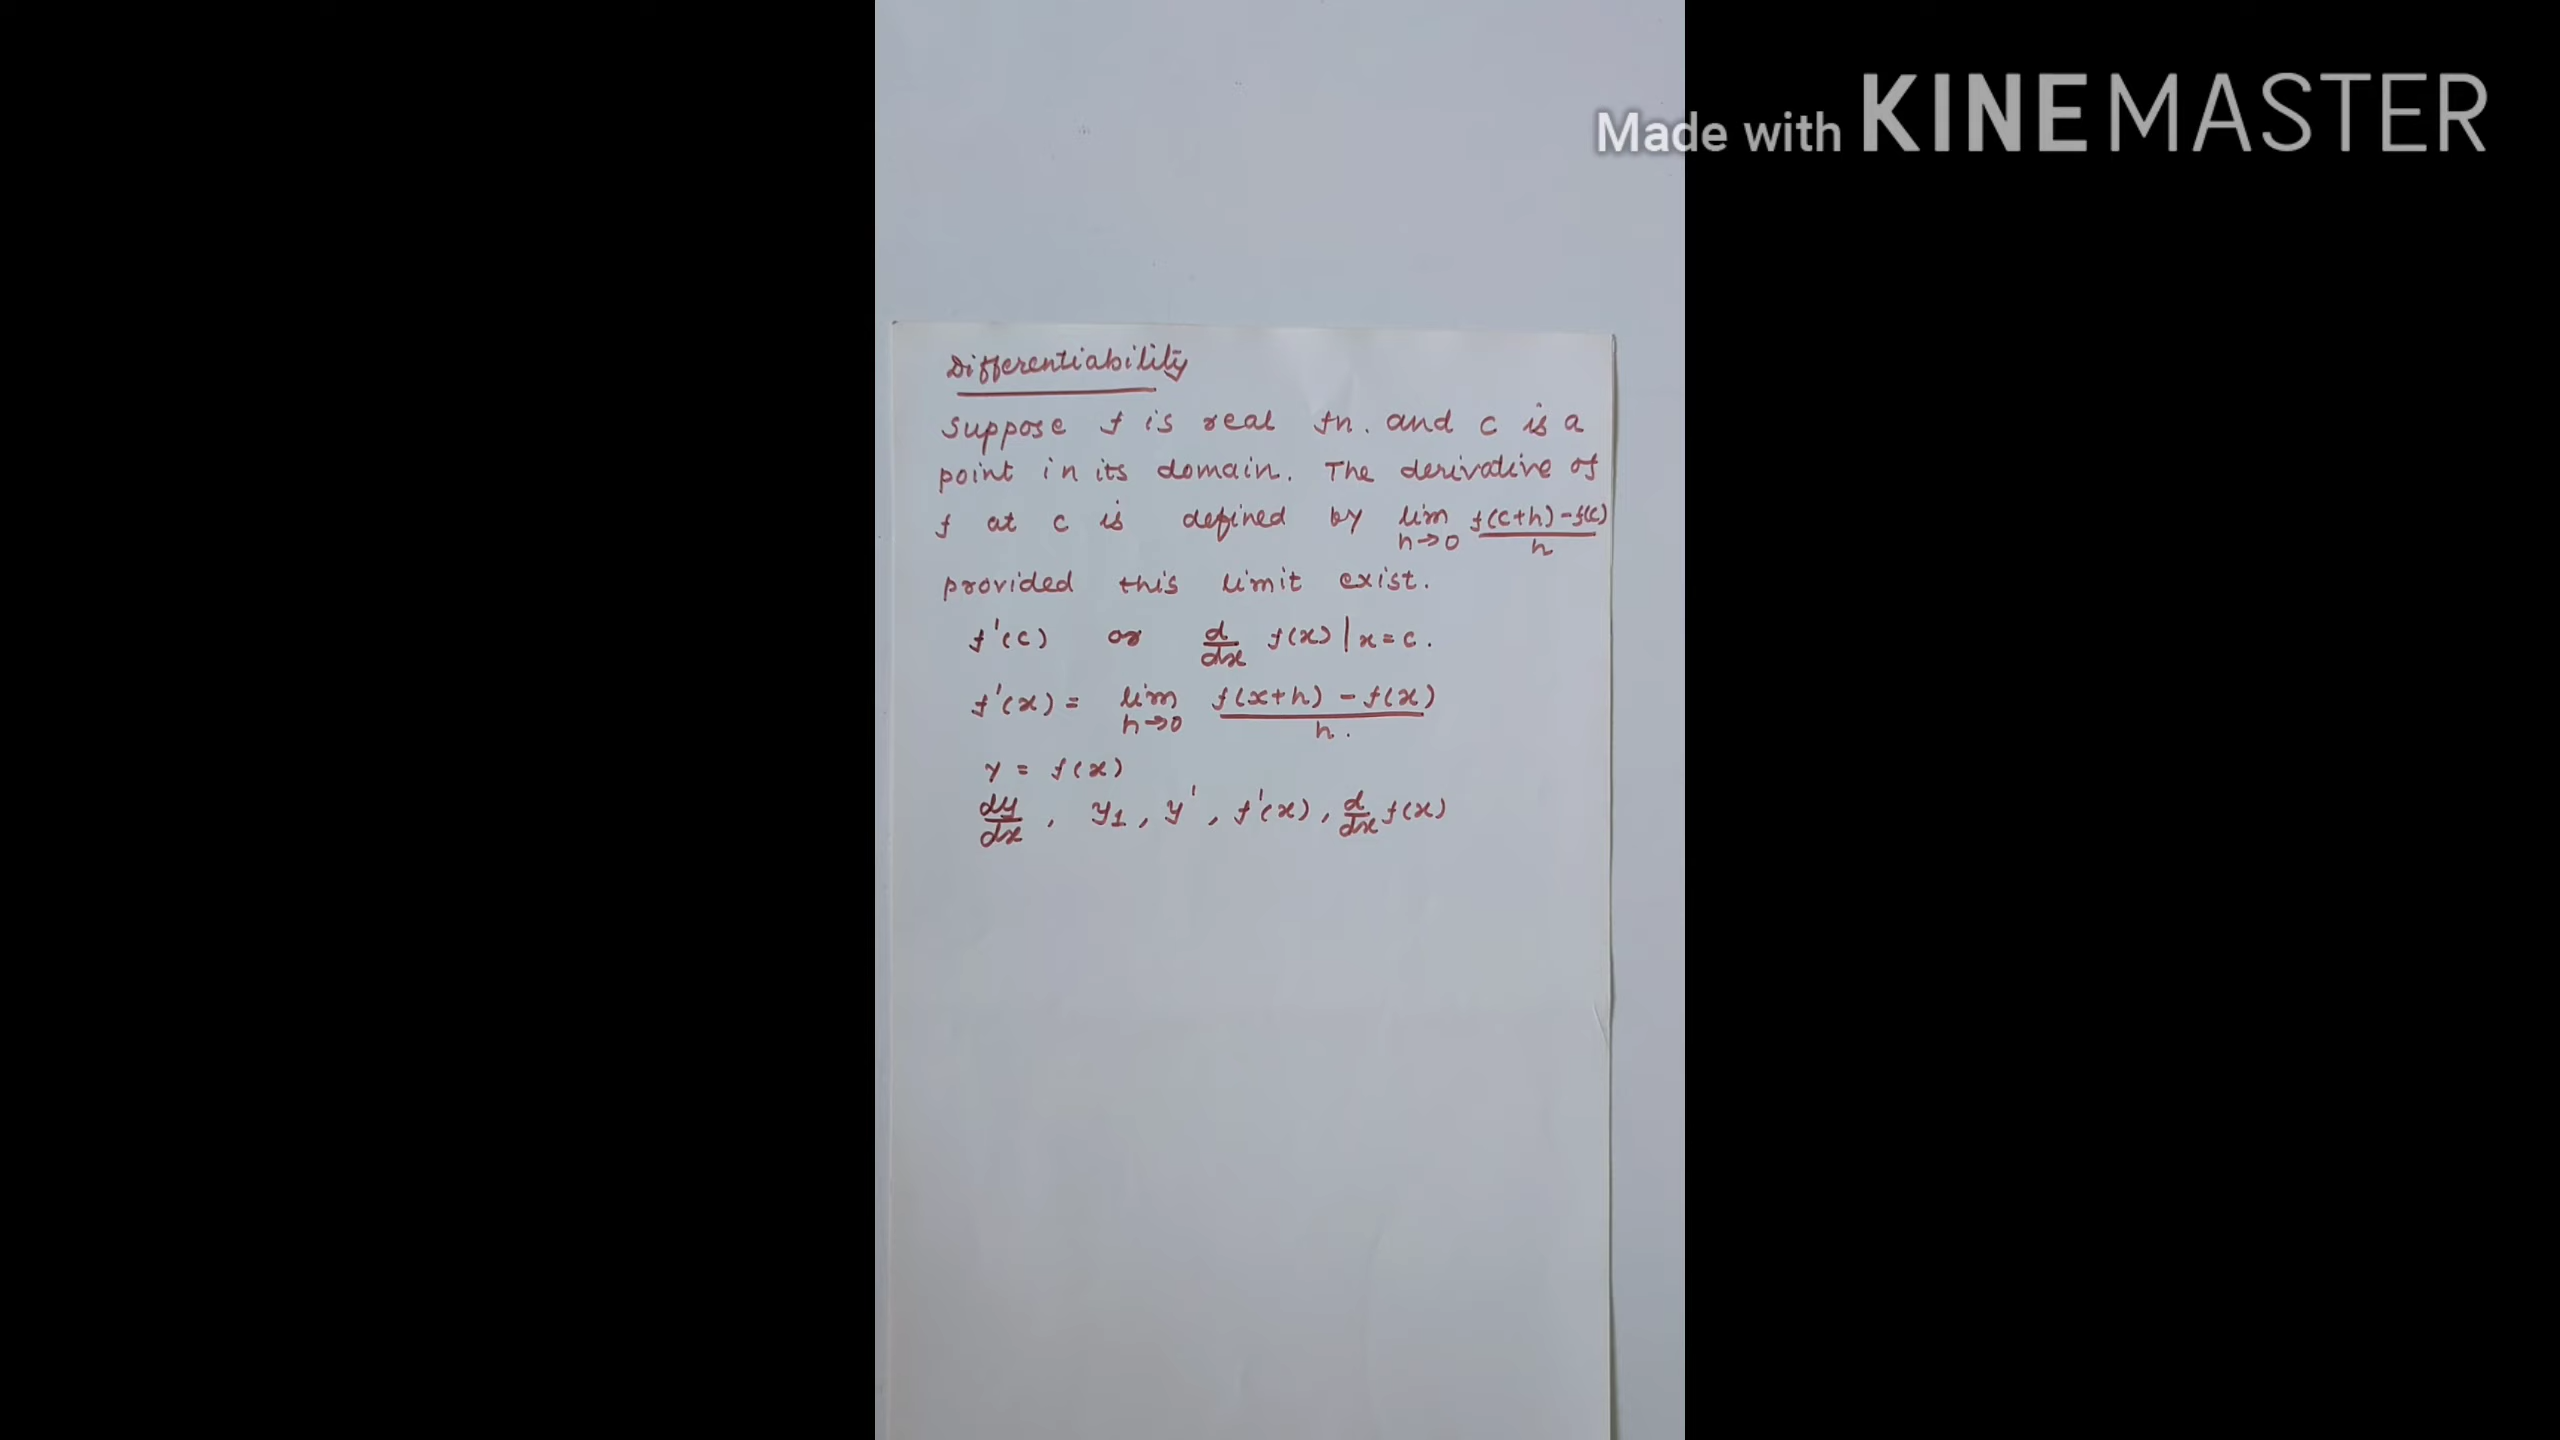 Made with KINEMASTER
Differentiability
Suppose f is real fn. and c is a
point in its domain. The derivative of
f at c is defined by lim h→0 f(c+h)-f(c)/h
provided this limit exist.
f'(c) or d/dx f(x)|x=c.
f'(x) = lim h→0 f(x+h) - f(x)/h.
y = f(x)
dy/dx, y1, y', f'(x), d/dx f(x)